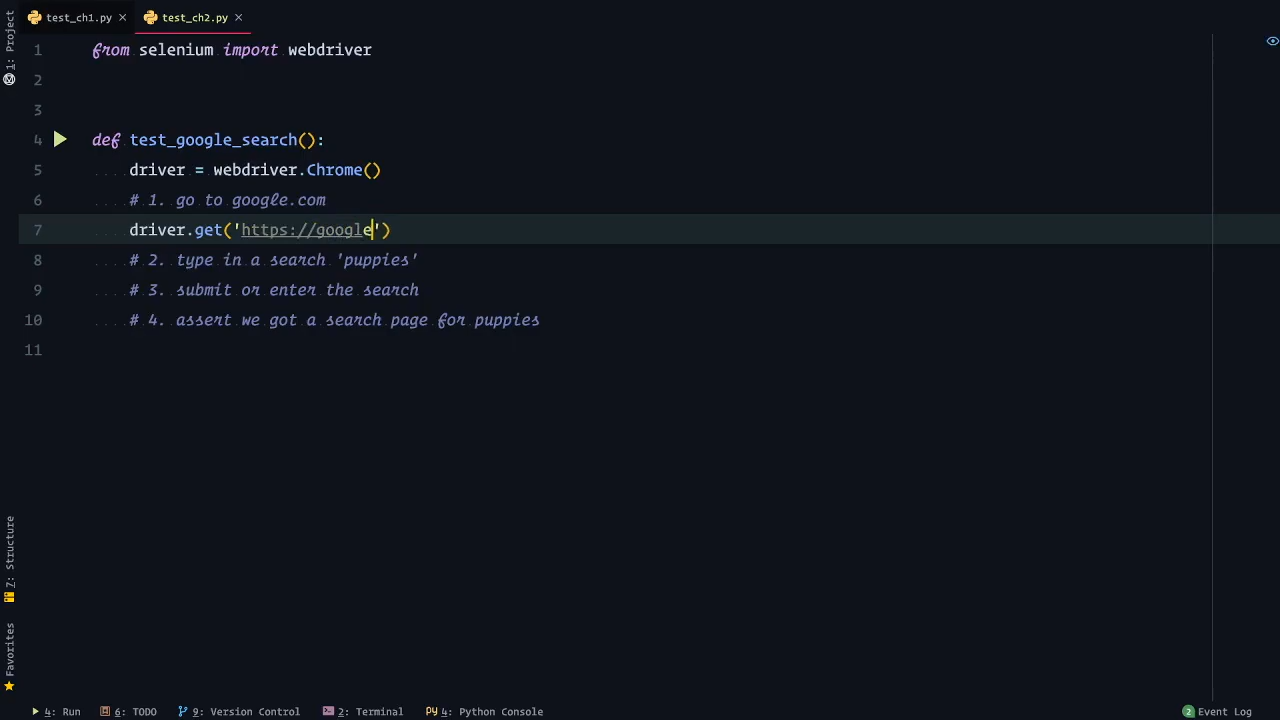 test_ch1.py
test_ch2.py
1: Project
1 from selenium import webdriver
2
3
4 def test_google_search():
5 driver = webdriver.Chrome()
6 # 1. go to google.com
7 driver.get('https://google')
8 # 2. type in a search 'puppies'
9 # 3. submit or enter the search
10 # 4. assert we got a search page for puppies
11
7: Structure
Favorites
4: Run 6: TODO 9: Version Control 2: Terminal 4: Python Console 2 Event Log